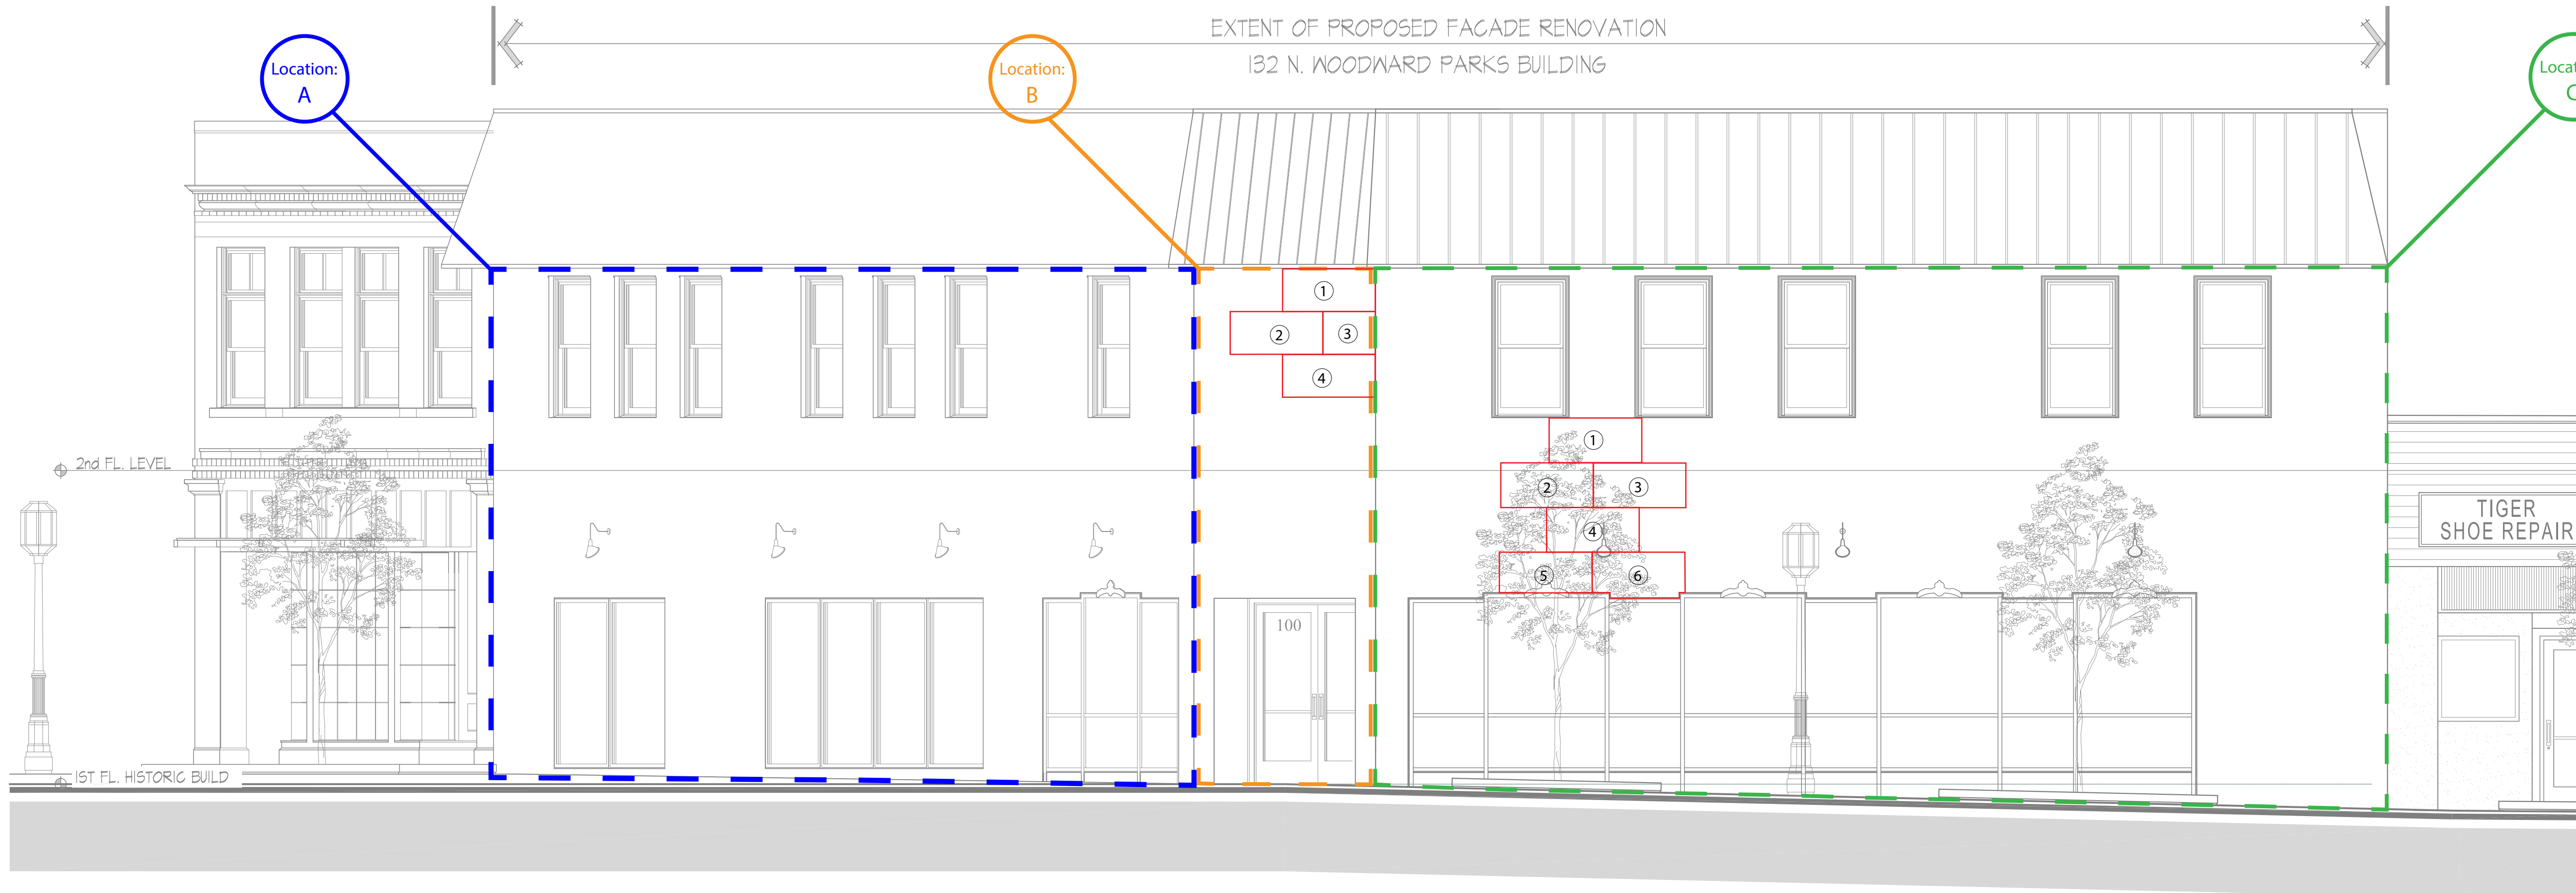 EXTENT OF PROPOSED FACADE RENOVATION
132 N. WOODWARD PARKS BUILDING
Location:
A
Location:
B
1
2
3
4
1
2
3
4
5
6
2nd FL. LEVEL
TIGER
SHOE REPAIR
100
1ST FL. HISTORIC BUILD